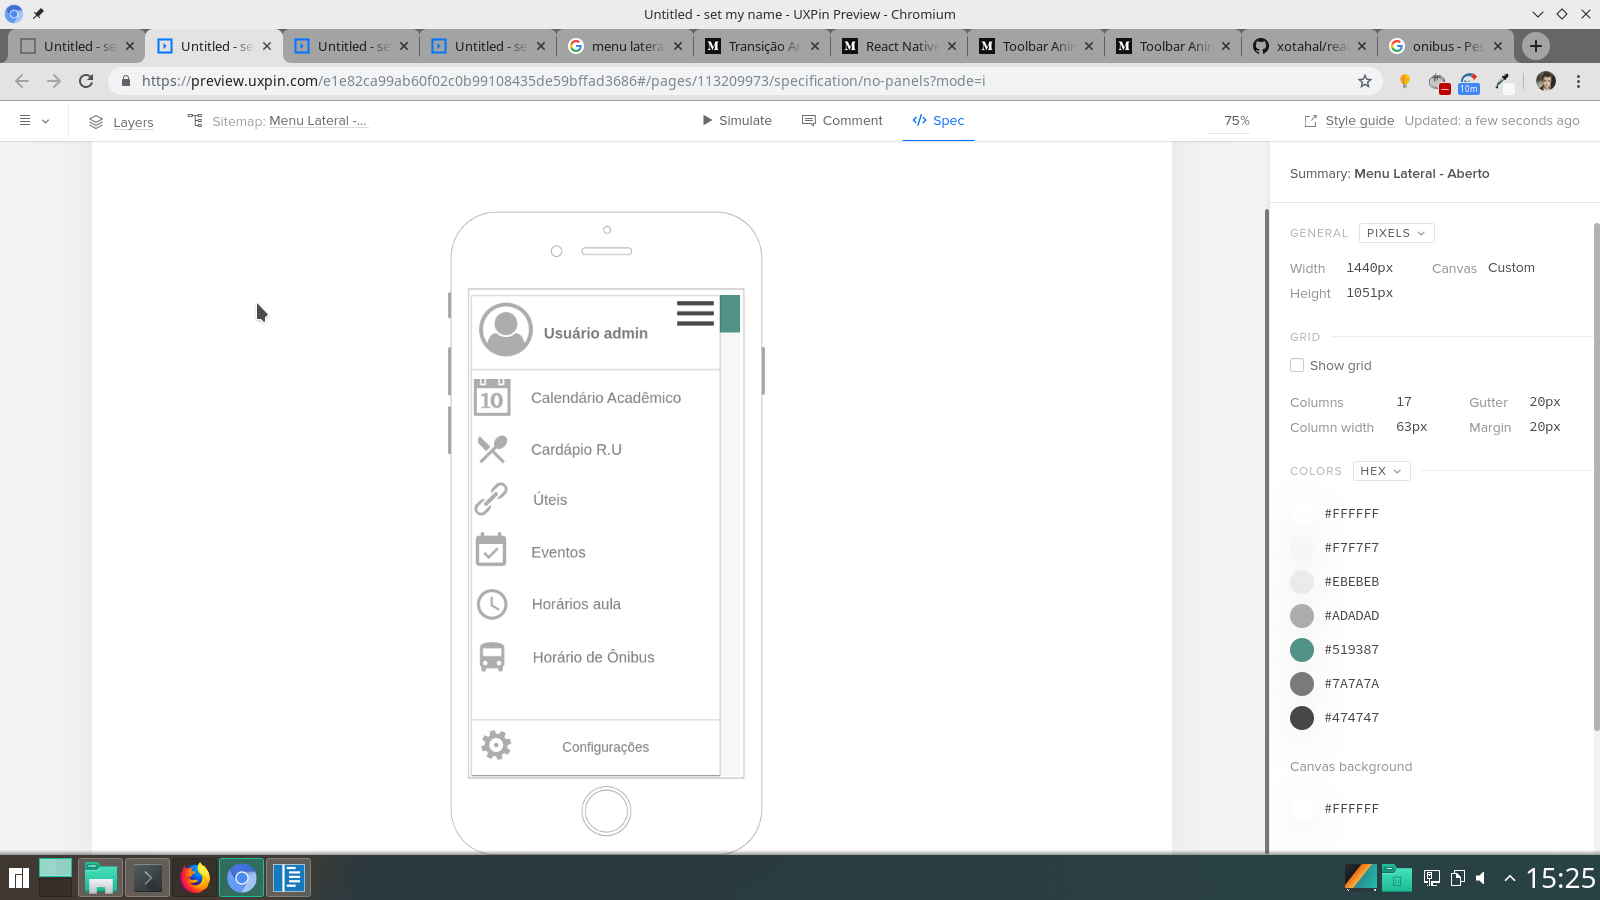 Untitled - set my name - UXPin Preview - Chromium
Untitled - se
Untitled - se
Untitled - se
Untitled - se
menu latera
Transição An
React Native
Toolbar Anim
Toolbar Anim
xotahal/reac
onibus - Pes
https://preview.uxpin.com/e1e82ca99ab60f02c0b99108435de59bffad3686#/pages/113209973/specification/no-panels?mode=i
10m
Layers
Sitemap: Menu Lateral -...
Simulate
Comment
Spec
75%
Style guide
Updated: a few seconds ago
Usuário admin
10
Calendário Acadêmico
Cardápio R.U
Úteis
Eventos
Horários aula
Horário de Ônibus
Configurações
Summary: Menu Lateral - Aberto
GENERAL PIXELS
Width 1440px Canvas Custom
Height 1051px
GRID
Show grid
Columns 17 Gutter 20px
Column width 63px Margin 20px
COLORS HEX
#FFFFFF
#F7F7F7
#EBEBEB
#ADADAD
#519387
#7A7A7A
#474747
Canvas background
#FFFFFF
15:25